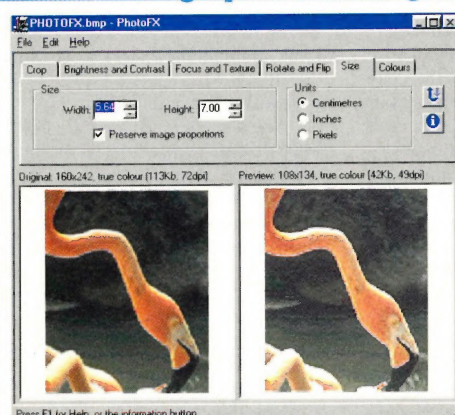 PHOTOFX.bmp - PhotoFX
File Edit Help
Crop Brightness and Contrast Focus and Texture Rotate and Flip Size Colours
Size
Width: 5.64 Height: 7.00
Preserve image proportions
Units
Centimetres
Inches
Pixels
Original: 160x242, true colour (113Kb, 72dpi) Preview: 108x134, true colour (42Kb, 49dpi)
Press F1 for Help, or the information button